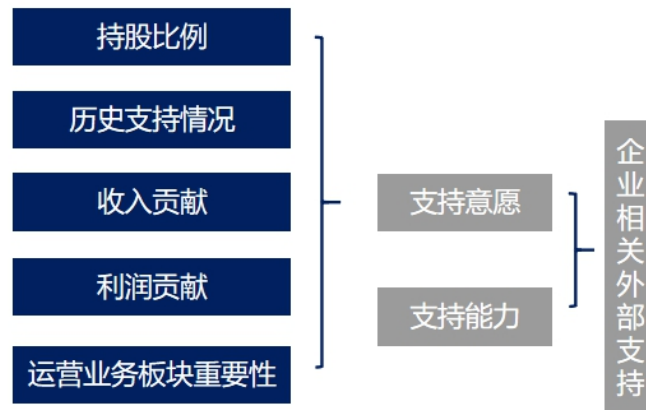 持股比例
历史支持情况
收入贡献
利润贡献
运营业务板块重要性
支持意愿
支持能力
企业相关外部支持